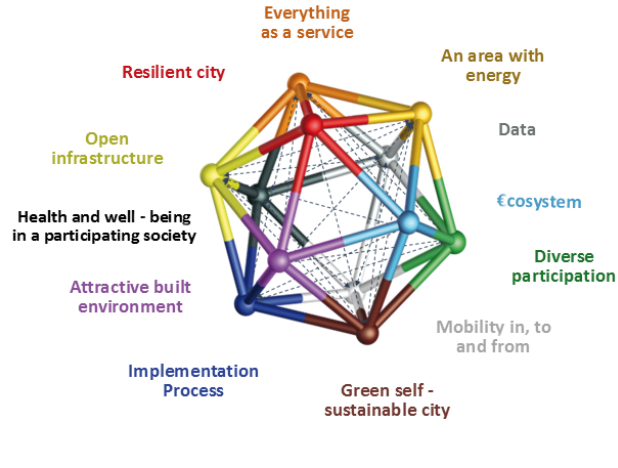 Everything
as a service
An area with
energy
Resilient city
Data
Open
infrastructure
€cosystem
Health and well - being
in a participating society
Diverse
participation
Attractive built
environment
Mobility in, to
and from
Implementation
Process
Green self -
sustainable city